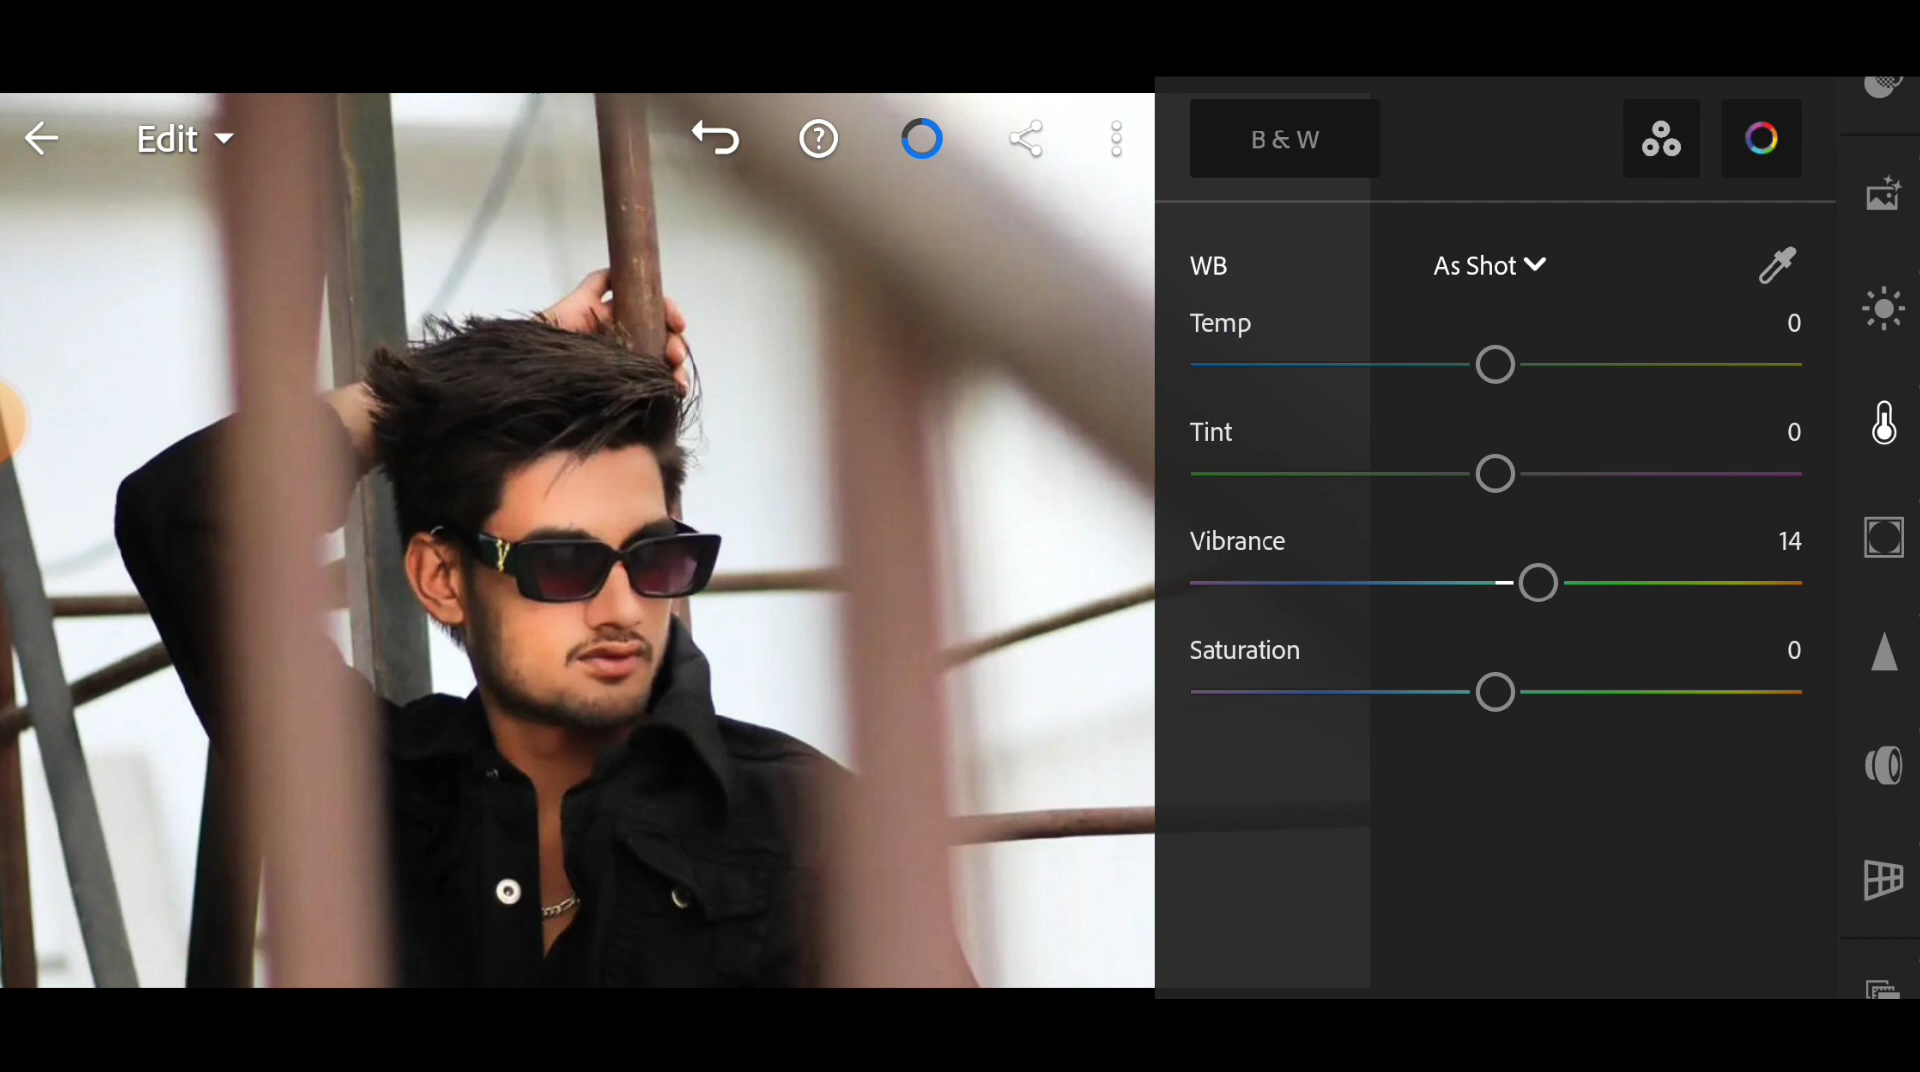 Edit
B & W
WB
As Shot
Temp
0
Tint
0
Vibrance
14
Saturation
0